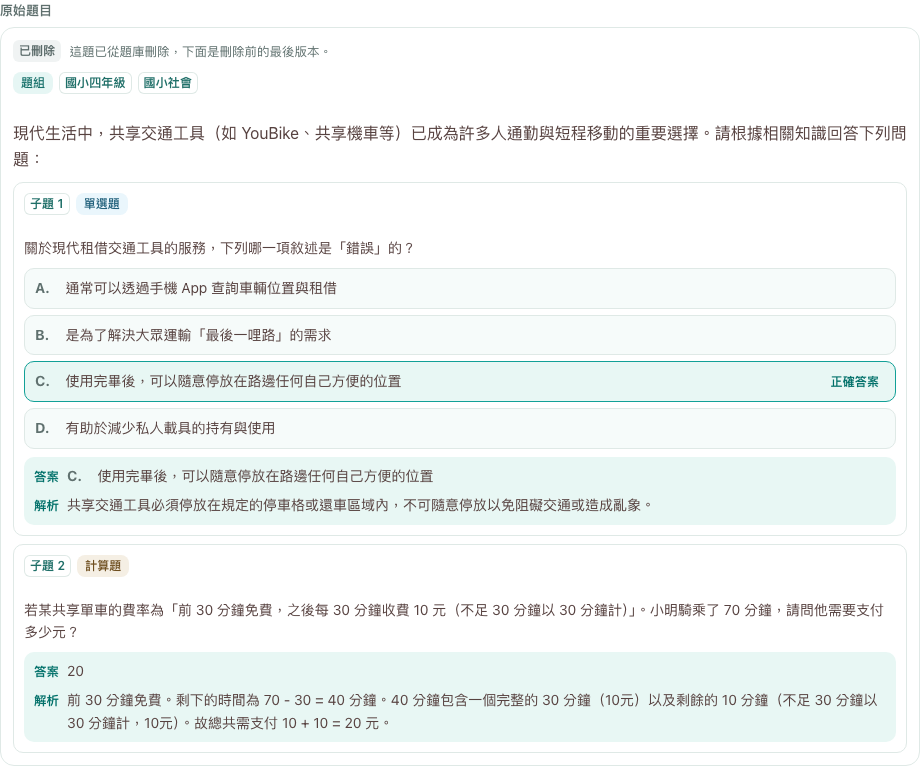 原始題目
已刪除 這題已從題庫刪除，下面是刪除前的最後版本。
題組 國小四年級 國小社會
現代生活中，共享交通工具（如 YouBike、共享機車等）已成為許多人通勤與短程移動的重要選擇。請根據相關知識回答下列問
題：
子題 1 單選題
關於現代租借交通工具的服務，下列哪一項敘述是「錯誤」的？
A. 通常可以透過手機 App 查詢車輛位置與租借
B. 是為了解決大眾運輸「最後一哩路」的需求
C. 使用完畢後，可以隨意停放在路邊任何自己方便的位置 正確答案
D. 有助於減少私人載具的持有與使用
答案 C. 使用完畢後，可以隨意停放在路邊任何自己方便的位置
解析 共享交通工具必須停放在規定的停車格或還車區域內，不可隨意停放以免阻礙交通或造成亂象。
子題 2 計算題
若某共享單車的費率為「前 30 分鐘免費，之後每 30 分鐘收費 10 元（不足 30 分鐘以 30 分鐘計）」。小明騎乘了 70 分鐘，請問他需要支付
多少元？
答案 20
解析 前 30 分鐘免費。剩下的時間為 70 - 30 = 40 分鐘。40 分鐘包含一個完整的 30 分鐘（10元）以及剩餘的 10 分鐘（不足 30 分鐘以
30 分鐘計，10元）。故總共需支付 10 + 10 = 20 元。